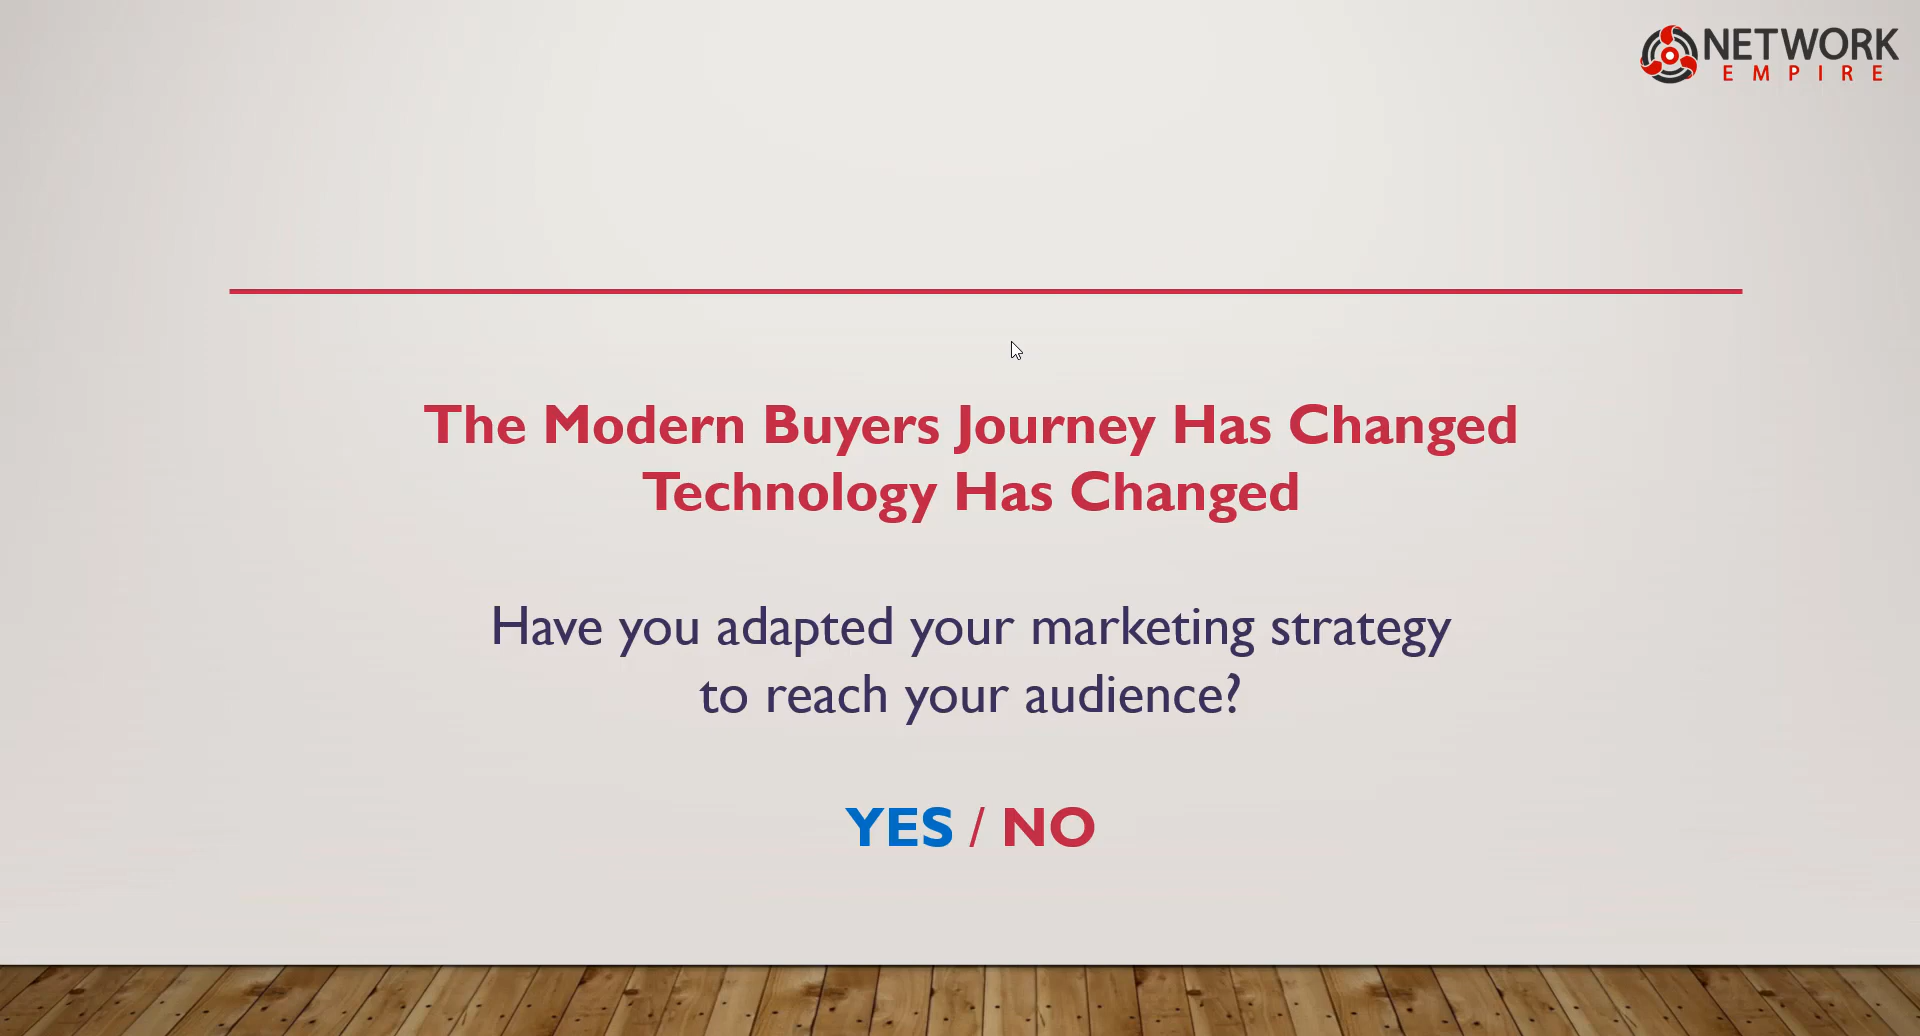 NETWORK
EMPIRE
The Modern Buyers Journey Has Changed
Technology Has Changed
Have you adapted your marketing strategy
to reach your audience?
YES / NO